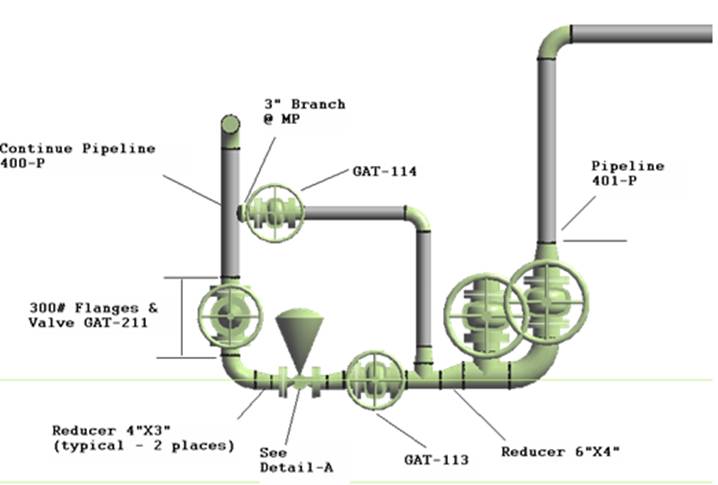 3" Branch
@ MP
Continue Pipeline
400-P
GAT-114
Pipeline
401-P
300# Flanges &
Valve GAT-211
Reducer 4"X3"
(typical - 2 places)
See
Detail-A
GAT-113
Reducer 6"X4"